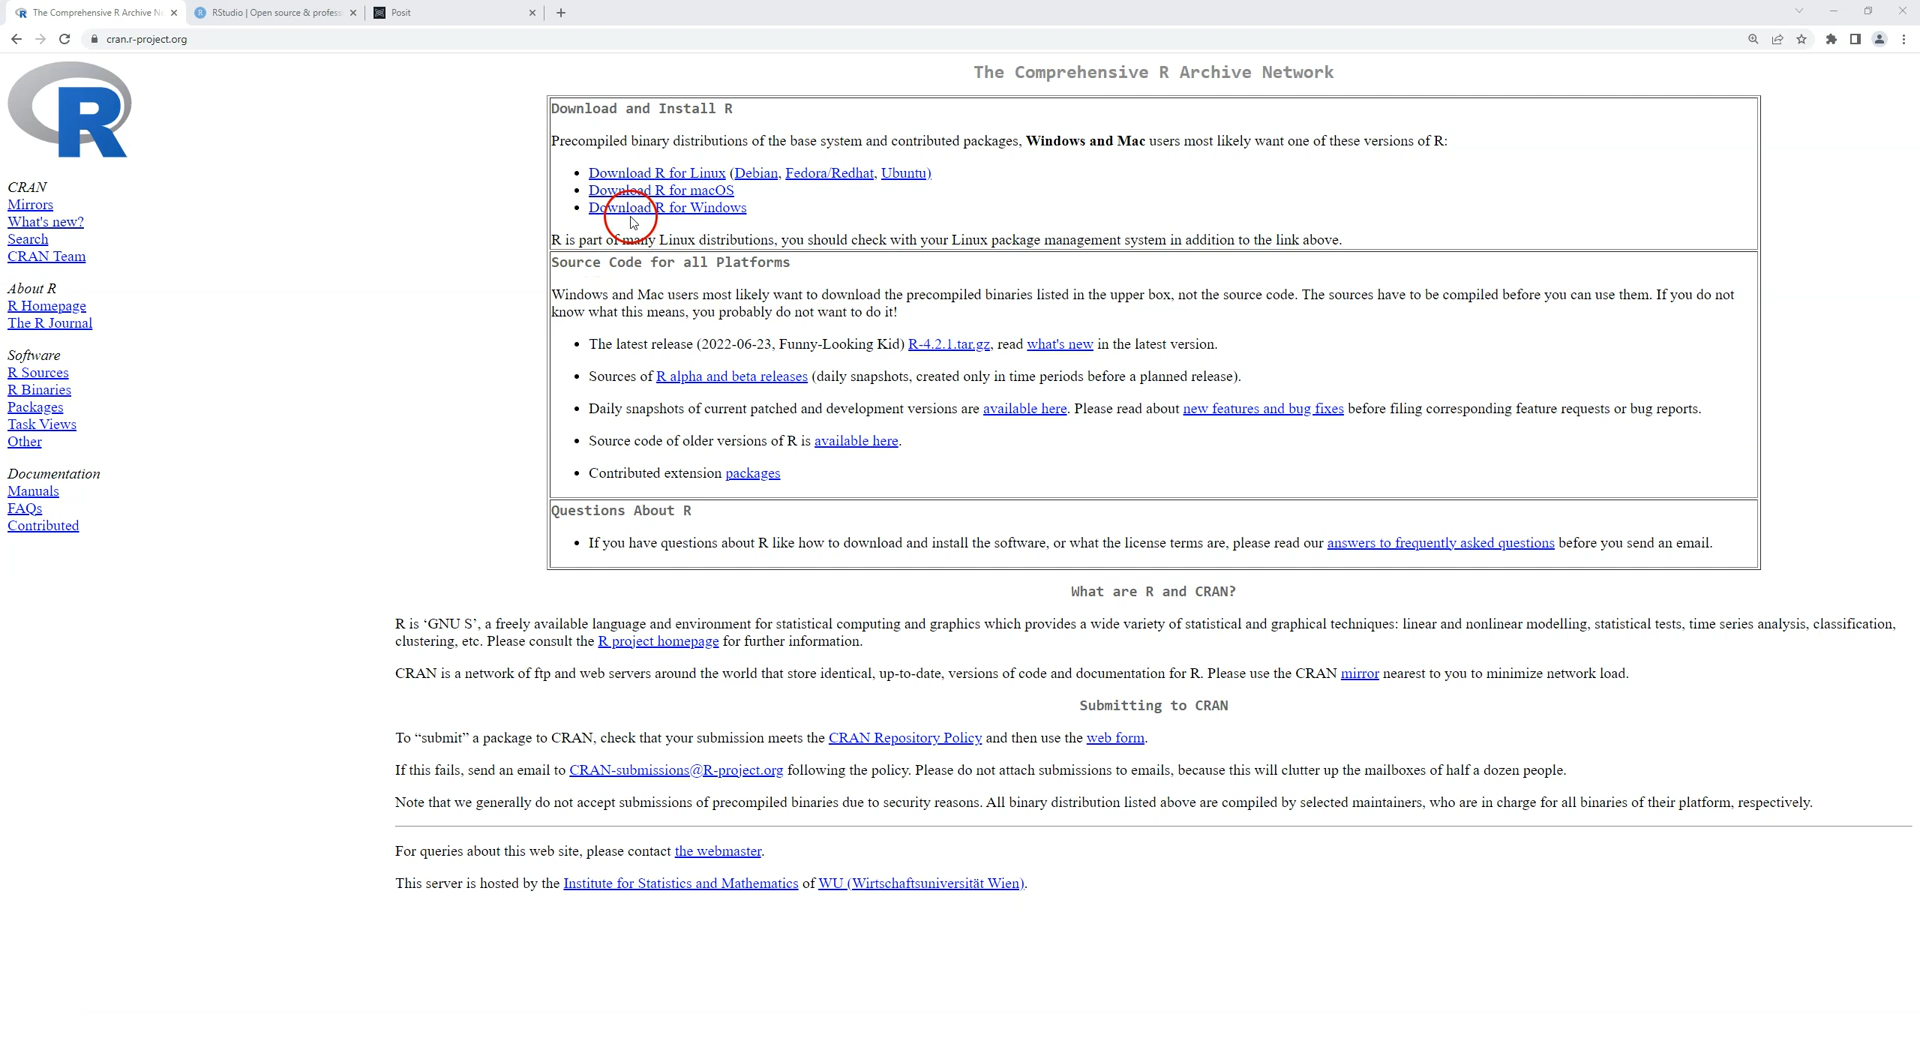 The Comprehensive R Archive N
RStudio | Open source & profess
Posit
cran.r-project.org
R
CRAN
Mirrors
What's new?
Search
CRAN Team
About R
R Homepage
The R Journal
Software
R Sources
R Binaries
Packages
Task Views
Other
Documentation
Manuals
FAQs
Contributed
The Comprehensive R Archive Network
Download and Install R
Precompiled binary distributions of the base system and contributed packages, Windows and Mac users most likely want one of these versions of R:
• Download R for Linux (Debian, Fedora/Redhat, Ubuntu)
• Download R for macOS
• Download R for Windows
R is part of many Linux distributions, you should check with your Linux package management system in addition to the link above.
Source Code for all Platforms
Windows and Mac users most likely want to download the precompiled binaries listed in the upper box, not the source code. The sources have to be compiled before you can use them. If you do not
know what this means, you probably do not want to do it!
• The latest release (2022-06-23, Funny-Looking Kid) R-4.2.1.tar.gz, read what's new in the latest version.
• Sources of R alpha and beta releases (daily snapshots, created only in time periods before a planned release).
• Daily snapshots of current patched and development versions are available here. Please read about new features and bug fixes before filing corresponding feature requests or bug reports.
• Source code of older versions of R is available here.
• Contributed extension packages
Questions About R
• If you have questions about R like how to download and install the software, or what the license terms are, please read our answers to frequently asked questions before you send an email.
What are R and CRAN?
R is ‘GNU S’, a freely available language and environment for statistical computing and graphics which provides a wide variety of statistical and graphical techniques: linear and nonlinear modelling, statistical tests, time series analysis, classification,
clustering, etc. Please consult the R project homepage for further information.
CRAN is a network of ftp and web servers around the world that store identical, up-to-date, versions of code and documentation for R. Please use the CRAN mirror nearest to you to minimize network load.
Submitting to CRAN
To “submit” a package to CRAN, check that your submission meets the CRAN Repository Policy and then use the web form.
If this fails, send an email to CRAN-submissions@R-project.org following the policy. Please do not attach submissions to emails, because this will clutter up the mailboxes of half a dozen people.
Note that we generally do not accept submissions of precompiled binaries due to security reasons. All binary distribution listed above are compiled by selected maintainers, who are in charge for all binaries of their platform, respectively.
For queries about this web site, please contact the webmaster.
This server is hosted by the Institute for Statistics and Mathematics of WU (Wirtschaftsuniversität Wien).